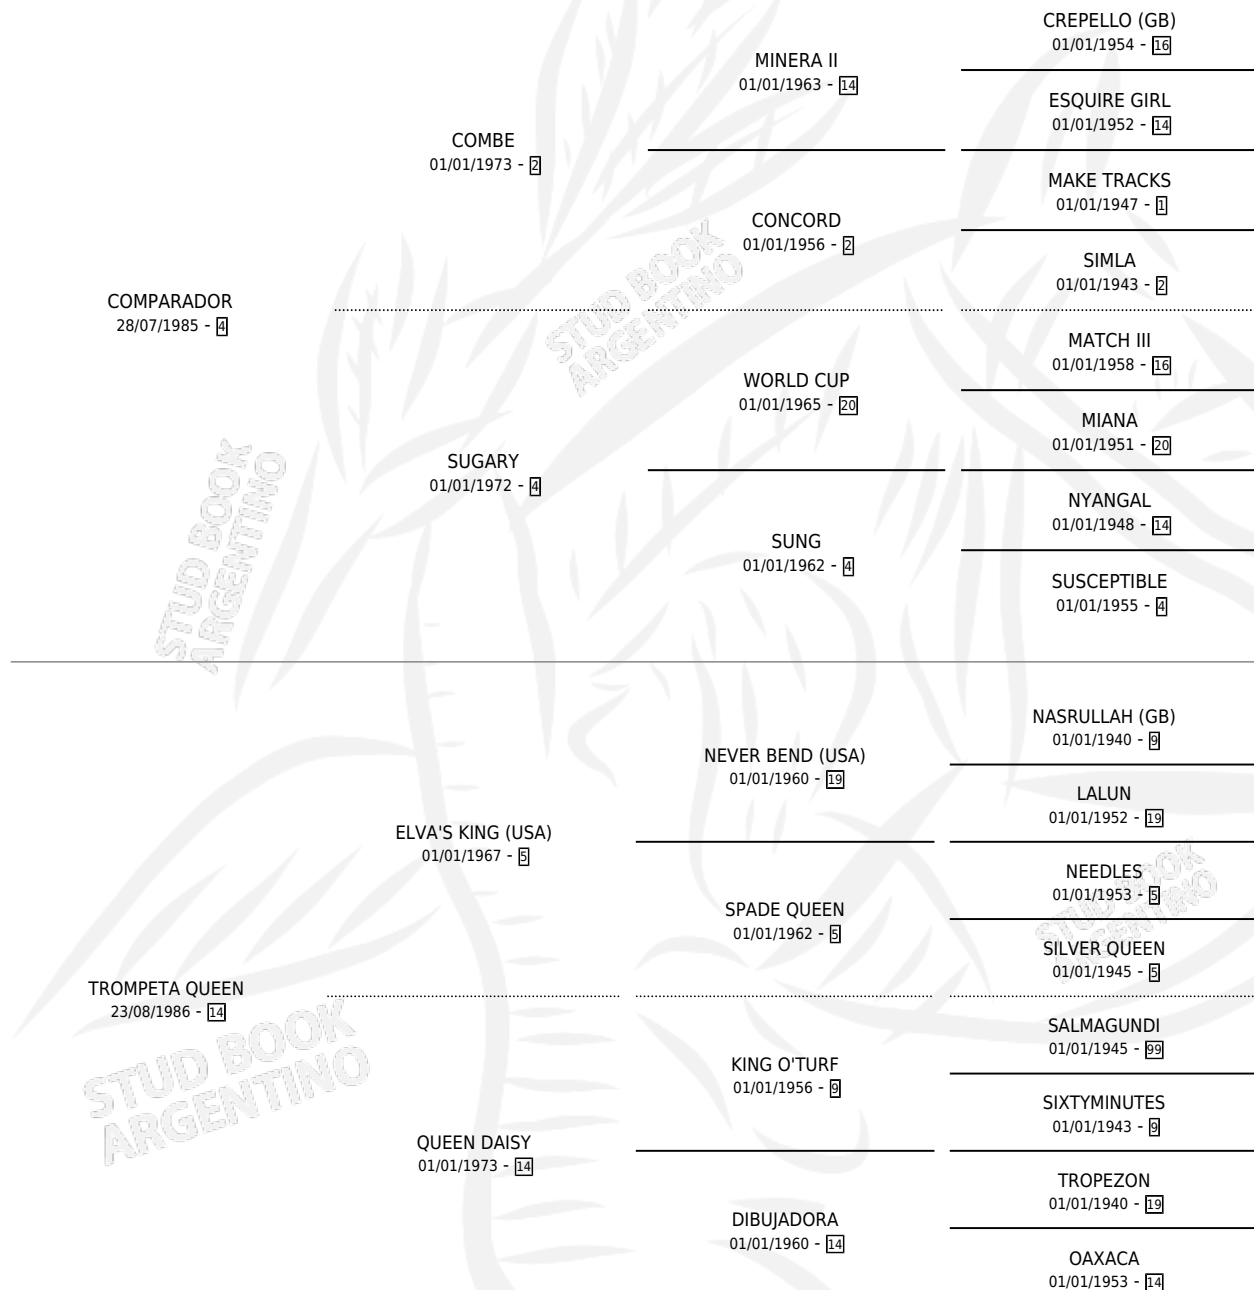 CREPELLO (GB)
01/01/1954 - 16
MINERA II
01/01/1963 - 14
ESQUIRE GIRL
01/01/1952 - 14
COMBE
01/01/1973 - 2
MAKE TRACKS
01/01/1947 - 1
CONCORD
01/01/1956 - 2
SIMLA
01/01/1943 - 2
COMPARADOR
28/07/1985 - 4
MATCH III
01/01/1958 - 16
WORLD CUP
01/01/1965 - 20
MIANA
01/01/1951 - 20
SUGARY
01/01/1972 - 4
NYANGAL
01/01/1948 - 14
SUNG
01/01/1962 - 4
SUSCEPTIBLE
01/01/1955 - 4
NASRULLAH (GB)
01/01/1940 - 9
NEVER BEND (USA)
01/01/1960 - 19
LALUN
01/01/1952 - 19
ELVA'S KING (USA)
01/01/1967 - 5
NEEDLES
01/01/1953 - 5
SPADE QUEEN
01/01/1962 - 5
SILVER QUEEN
01/01/1945 - 5
TROMPETA QUEEN
23/08/1986 - 14
SALMAGUNDI
01/01/1945 - 99
KING O'TURF
01/01/1956 - 9
SIXTYMINUTES
01/01/1943 - 9
QUEEN DAISY
01/01/1973 - 14
TROPEZON
01/01/1940 - 19
DIBUJADORA
01/01/1960 - 14
OAXACA
01/01/1953 - 14
STUD BOOK
ARGENTINO
STUD BOOK
ARGENTINO
STUD BOOK
ARGENTINO
STUD BOOK
ARGENTINO